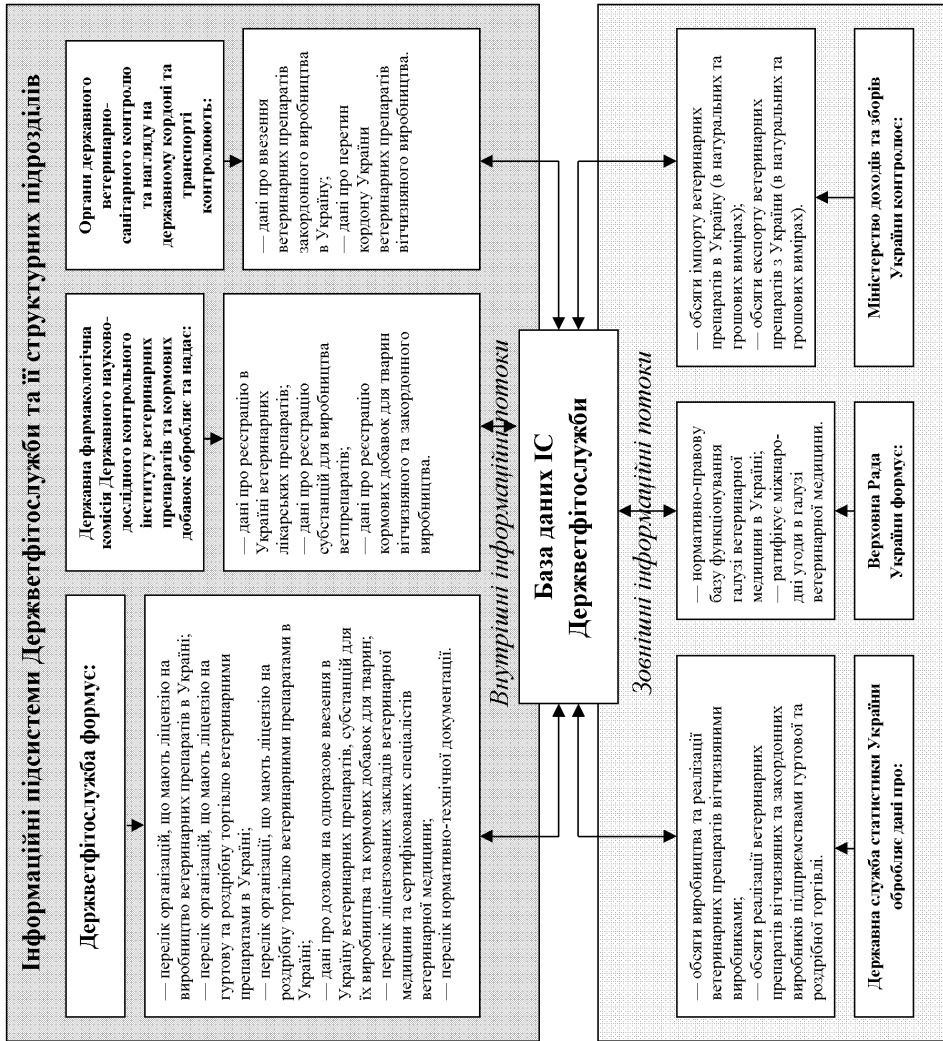 Інформаційні підсистеми Держветфітослужби та її структурних підрозділів
Держветфітослужба формує:
— перелік організацій, що мають ліцензію на
виробництво ветеринарних препаратів в Україні;
— перелік організацій, що мають ліцензію на
гуртову та роздрібну торгівлю ветеринарними
препаратами в Україні;
— перелік організації, що мають ліцензію на
роздрібну торгівлю ветеринарними препаратами в
Україні;
— дані про дозволи на одноразове ввезення в
Україну ветеринарних препаратів, субстанцій для
їх виробництва та кормових добавок для тварин;
— перелік ліцензованих закладів ветеринарної
медицини та сертифікованих спеціалістів
ветеринарної медицини;
— перелік нормативно-технічної документації.
Державна фармакологічна
комісія Державного науково-
дослідного контрольного
інституту ветеринарних
препаратів та кормових
добавок обробляє та надає:
— дані про реєстрацію в
Україні ветеринарних
лікарських препаратів;
— дані про реєстрацію
субстанцій для виробництва
ветпрепаратів;
— дані про реєстрацію
кормових добавок для тварин
вітчизняного та закордонного
виробництва.
Органи державного
ветеринарно-
санітарного контролю
та нагляду на
державному кордоні та
транспорті
контролюють:
— дані про ввезення
ветеринарних препаратів
закордонного виробництва
в Україну;
— дані про перетин
кордону України
ветеринарних препаратів
вітчизняного виробництва.
Внутрішні інформаційні потоки
База даних ІС
Держветфітослужби
Зовнішні інформаційні потоки
— обсяги виробництва та реалізації
ветеринарних препаратів вітчизняними
виробниками;
— обсяги реалізації ветеринарних
препаратів вітчизняних та закордонних
виробників підприємствами гуртової та
роздрібної торгівлі.
Державна служба статистики України
обробляє дані про:
— нормативно-правову
базу функціонування
галузі ветеринарної
медицини в Україні;
— ратифікує міжнаро-
дні угоди в галузі
ветеринарної медицини.
Верховна Рада
України формує:
— обсяги імпорту ветеринарних
препаратів в Україну (в натуральних та
грошових вимірах);
— обсяги експорту ветеринарних
препаратів з України (в натуральних та
грошових вимірах).
Міністерство доходів та зборів
України контролює: